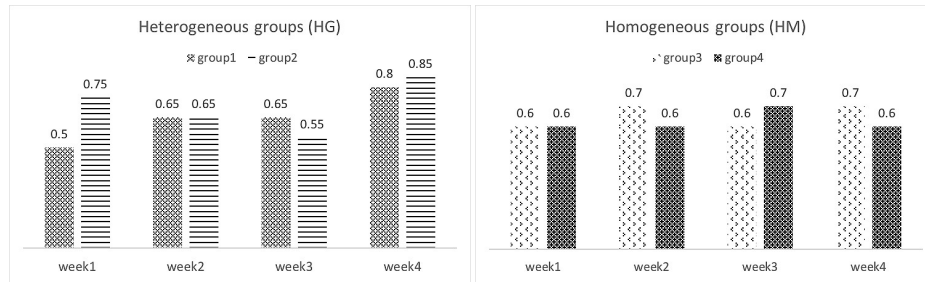 Heterogeneous groups (HG)
group1 group2
0.5 0.75 0.65 0.65 0.65 0.55 0.8 0.85
week1 week2 week3 week4
Homogeneous groups (HM)
group3 group4
0.6 0.6 0.7 0.6 0.6 0.7 0.7 0.6
week1 week2 week3 week4